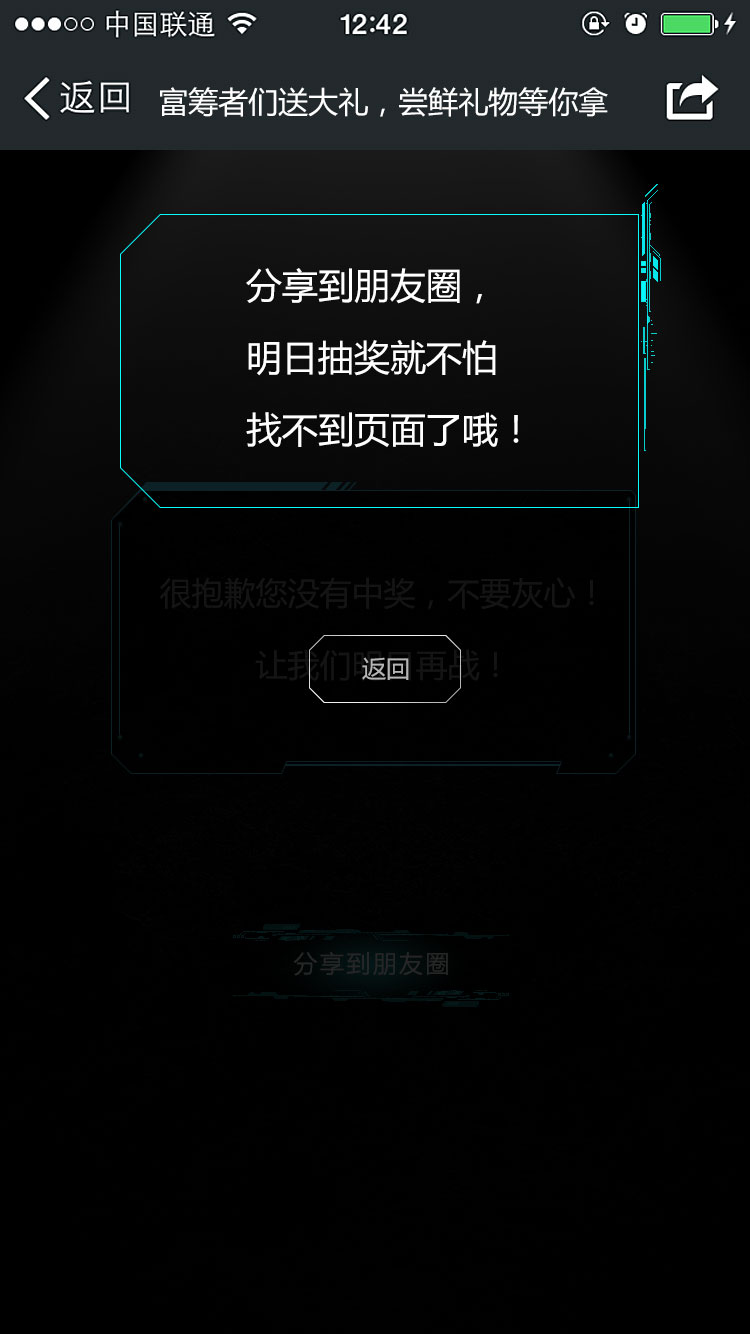 中国联通
12:42
返回
富筹者们送大礼，尝鲜礼物等你拿
分享到朋友圈，
明日抽奖就不怕
找不到页面了哦！
很抱歉您没有中奖，不要灰心！
让我们明日再战！
返回
分享到朋友圈